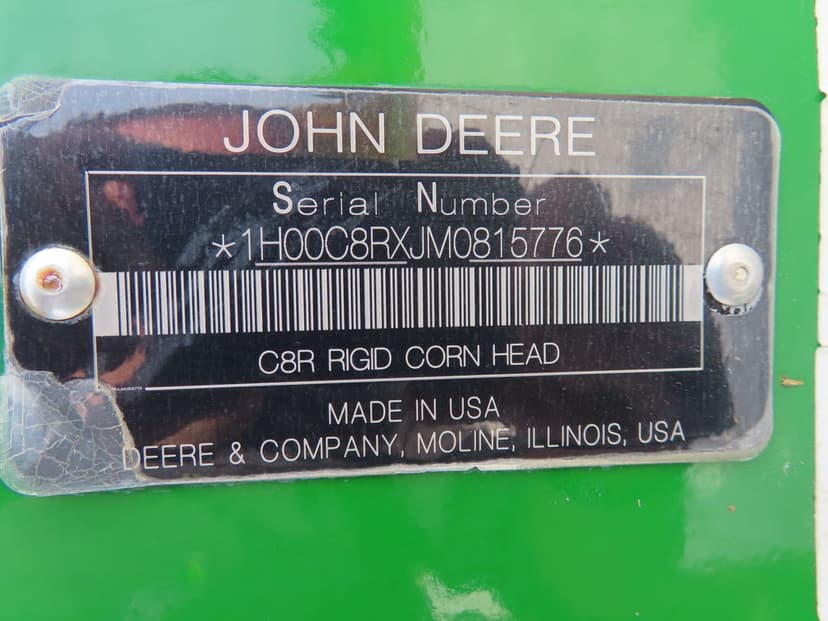 JOHN DEERE
Serial Number
*1H00C8RXJM0815776*
C8R RIGID CORN HEAD
MADE IN USA
DEERE & COMPANY, MOLINE, ILLINOIS, USA